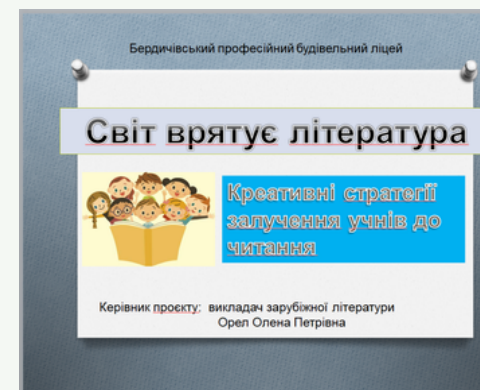 Бердичівський професійний будівельний ліцей
Світ врятує література
Креативні стратегії
залучення учнів до
читання
Керівник проєкту: викладач зарубіжної літератури
Орел Олена Петрівна